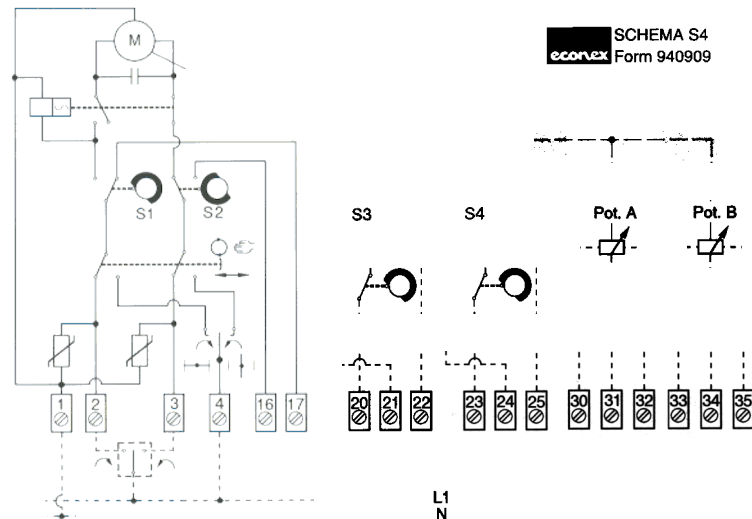 SCHEMA S4
econex Form 940909
M
S1 S2
S3 S4 Pot. A Pot. B
1 2 3 4 16 17 20 21 22 23 24 25 30 31 32 33 34 35
L1
N